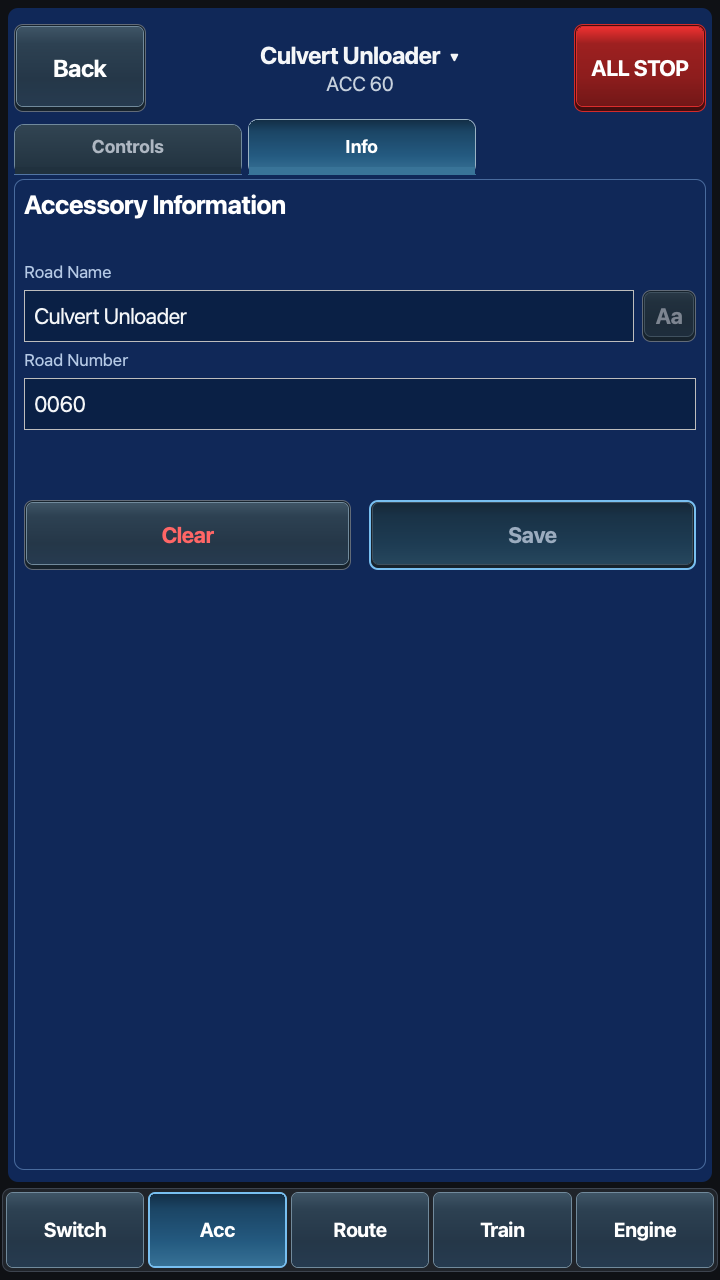 Back
Culvert Unloader ▼
ACC 60
ALL STOP
Controls
Info
Accessory Information
Road Name
Culvert Unloader
Aa
Road Number
0060
Clear
Save
Switch
Acc
Route
Train
Engine